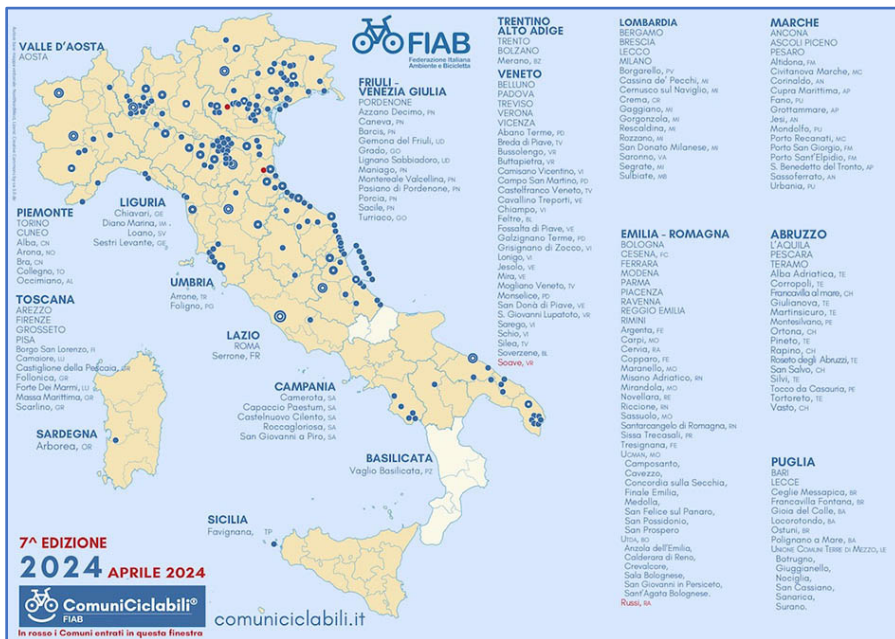 VALLE D'AOSTA
AOSTA
FIAB
Federazione Italiana
Ambiente e Bicicletta
FRIULI -
VENEZIA GIULIA
PORDENONE
Azzano Decimo, PN
Caneva, PN
Barcis, PN
Gemona del Friuli, UD
Grado, GO
Lignano Sabbiadoro, UD
Maniago, PN
Montereale Valcellina, PN
Pasiano di Pordenone, PN
Porcia, PN
Sacile, PN
Turriaco, GO
LIGURIA
Chiavari, GE
Diano Marina, IM
Loano, SV
Sestri Levante, GE
PIEMONTE
TORINO
CUNEO
Alba, CN
Arona, NO
Bra, CN
Collegno, TO
Occimiano, AL
TOSCANA
AREZZO
FIRENZE
GROSSETO
PISA
Borgo San Lorenzo, FI
Camaiore, LU
Castiglione della Pescaia, GR
Follonica, GR
Forte Dei Marmi, LU
Massa Marittima, GR
Scarlino, GR
UMBRIA
Arrone, TR
Foligno, PG
LAZIO
ROMA
Serrone, FR
CAMPANIA
Camerota, SA
Capaccio Paestum, SA
Castelnuovo Cilento, SA
Roccagloriosa, SA
San Giovanni a Piro, SA
SARDEGNA
Arborea, OR
BASILICATA
Vaglio Basilicata, PZ
SICILIA
Favignana, TP
7^ EDIZIONE
2024 APRILE 2024
ComuniCiclabili®
FIAB
In rosso i Comuni entrati in questa finestra
comuniciclabili.it
TRENTINO
ALTO ADIGE
TRENTO
BOLZANO
Merano, BZ
VENETO
BELLUNO
PADOVA
TREVISO
VERONA
VICENZA
Abano Terme, PD
Breda di Piave, TV
Bussolengo, VR
Buttapietra, VR
Camisano Vicentino, VI
Campo San Martino, PD
Castelfranco Veneto, TV
Cavallino Treporti, VE
Chiampo, VI
Feltre, BL
Fossalta di Piave, VE
Galzignano Terme, PD
Grisignano di Zocco, VI
Lonigo, VI
Jesolo, VE
Mira, VE
Mogliano Veneto, TV
Monselice, PD
San Donà di Piave, VE
S. Giovanni Lupatoto, VR
Sarego, VI
Schio, VI
Silea, TV
Soverzene, BL
Soave, VR
LOMBARDIA
BERGAMO
BRESCIA
LECCO
MILANO
Borgarello, PV
Cassina de' Pecchi, MI
Cernusco sul Naviglio, MI
Crema, CR
Gaggiano, MI
Gorgonzola, MI
Rescaldina, MI
Rozzano, MI
San Donato Milanese, MI
Saronno, VA
Segrate, MI
Sulbiate, MB
EMILIA - ROMAGNA
BOLOGNA
CESENA, FC
FERRARA
MODENA
PARMA
PIACENZA
RAVENNA
REGGIO EMILIA
RIMINI
Argenta, FE
Carpi, MO
Cervia, RA
Copparo, FE
Maranello, MO
Misano Adriatico, RN
Mirandola, MO
Novellara, RE
Riccione, RN
Sassuolo, MO
Santarcangelo di Romagna, RN
Sissa Trecasali, PR
Tresignana, FE
UCMAN, MO
Camposanto,
Cavezzo,
Concordia sulla Secchia,
Finale Emilia,
Medolla,
San Felice sul Panaro,
San Possidonio,
San Prospero
UTDA, BO
Anzola dell'Emilia,
Calderara di Reno,
Crevalcore,
Sala Bolognese,
San Giovanni in Persiceto,
Sant'Agata Bolognese.
Russi, RA
MARCHE
ANCONA
ASCOLI PICENO
PESARO
Altidona, FM
Civitanova Marche, MC
Corinaldo, AN
Cupra Marittima, AP
Fano, PU
Grottammare, AP
Jesi, AN
Mondolfo, PU
Porto Recanati, MC
Porto San Giorgio, FM
Porto Sant'Elpidio, FM
S. Benedetto del Tronto, AP
Sassoferrato, AN
Urbania, PU
ABRUZZO
L'AQUILA
PESCARA
TERAMO
Alba Adriatica, TE
Corropoli, TE
Francavilla al mare, CH
Giulianova, TE
Martinsicuro, TE
Montesilvano, PE
Ortona, CH
Pineto, TE
Rapino, CH
Roseto degli Abruzzi, TE
San Salvo, CH
Silvi, TE
Tocco da Casauria, PE
Tortoreto, TE
Vasto, CH
PUGLIA
BARI
LECCE
Ceglie Messapica, BR
Francavilla Fontana, BR
Gioia del Colle, BA
Locorotondo, BA
Ostuni, BR
Polignano a Mare, BA
UNIONE COMUNI TERRE DI MEZZO, LE
Botrugno,
Giuggianello,
Nociglia,
San Cassiano,
Sanarica,
Surano.